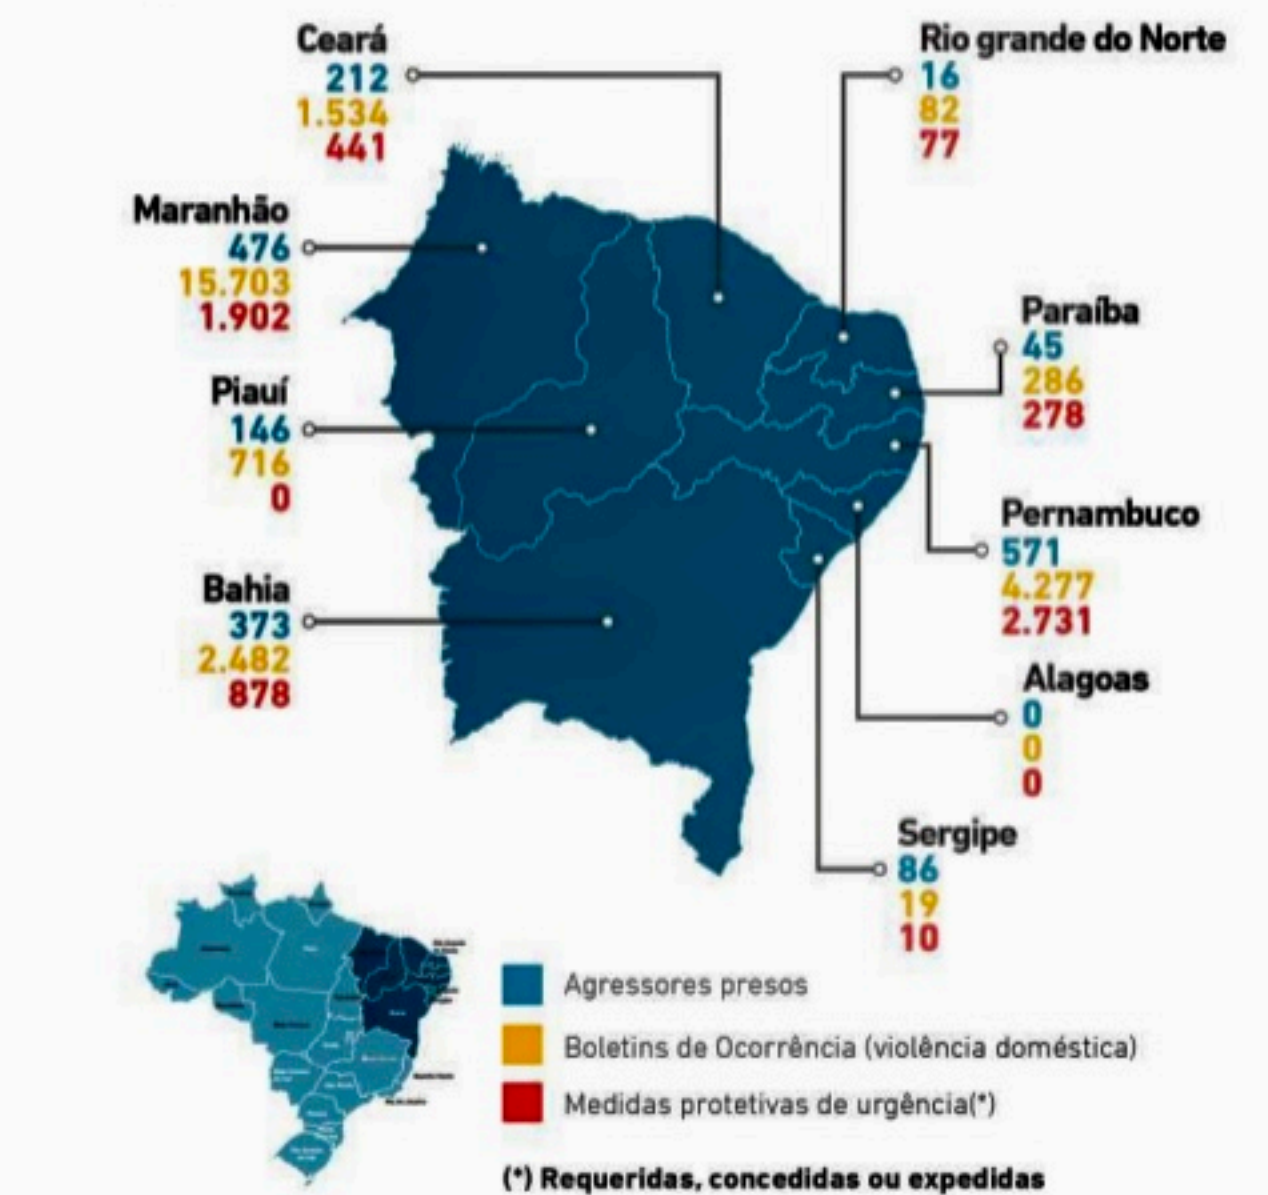 Ceará
212
1.534
441
Rio grande do Norte
16
82
77
Maranhão
476
15.703
1.902
Paraíba
45
286
278
Piauí
146
716
0
Pernambuco
571
4.277
2.731
Bahia
373
2.482
878
Alagoas
0
0
0
Sergipe
86
19
10
Agressores presos
Boletins de Ocorrência (violência doméstica)
Medidas protetivas de urgência(*)
(*) Requeridas, concedidas ou expedidas